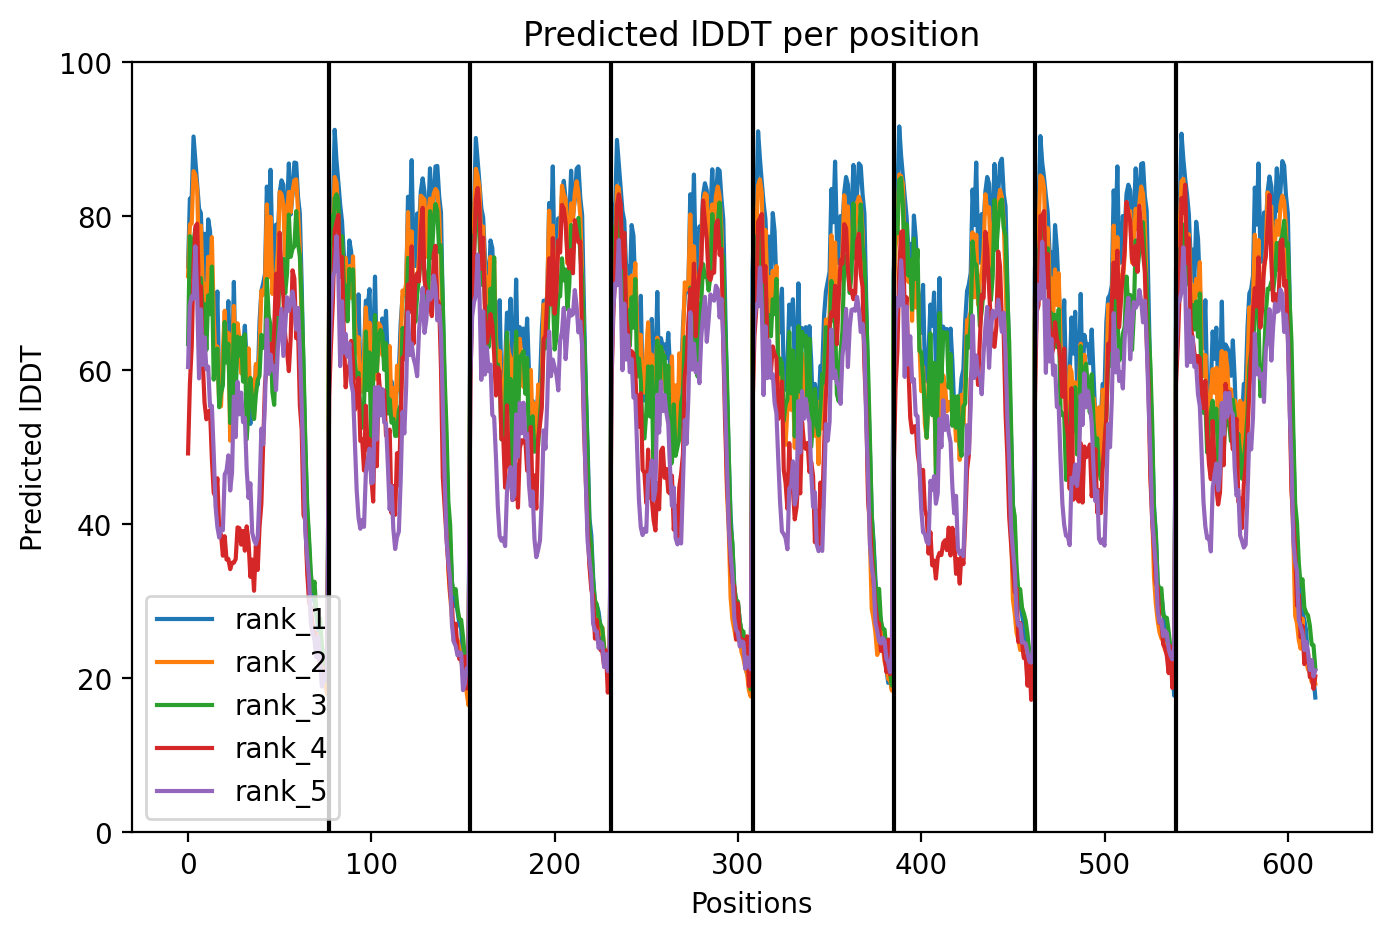 Predicted lDDT per position
Predicted lDDT
100
80
60
40
20
0
rank_1
rank_2
rank_3
rank_4
rank_5
0 100 200 300 400 500 600
Positions